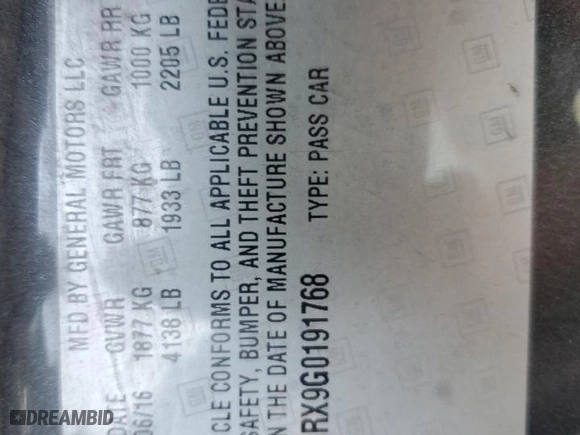 MFD BY GENERAL MOTORS LLC
DATE GVWR GAWR FRT GAWR RR
06/16 1877 KG 877 KG 1000 KG
4138 LB 1933 LB 2205 LB
CLE CONFORMS TO ALL APPLICABLE U.S. FEDE
SAFETY, BUMPER, AND THEFT PREVENTION STA
N THE DATE OF MANUFACTURE SHOWN ABOVE
RX9G0191768 TYPE: PASS CAR
GM
DREAMBID